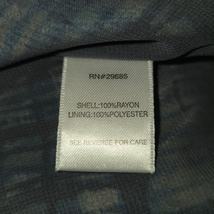 RN#29685
SHELL:100%RAYON
LINING:100%POLYESTER
SEE REVERSE FOR CARE